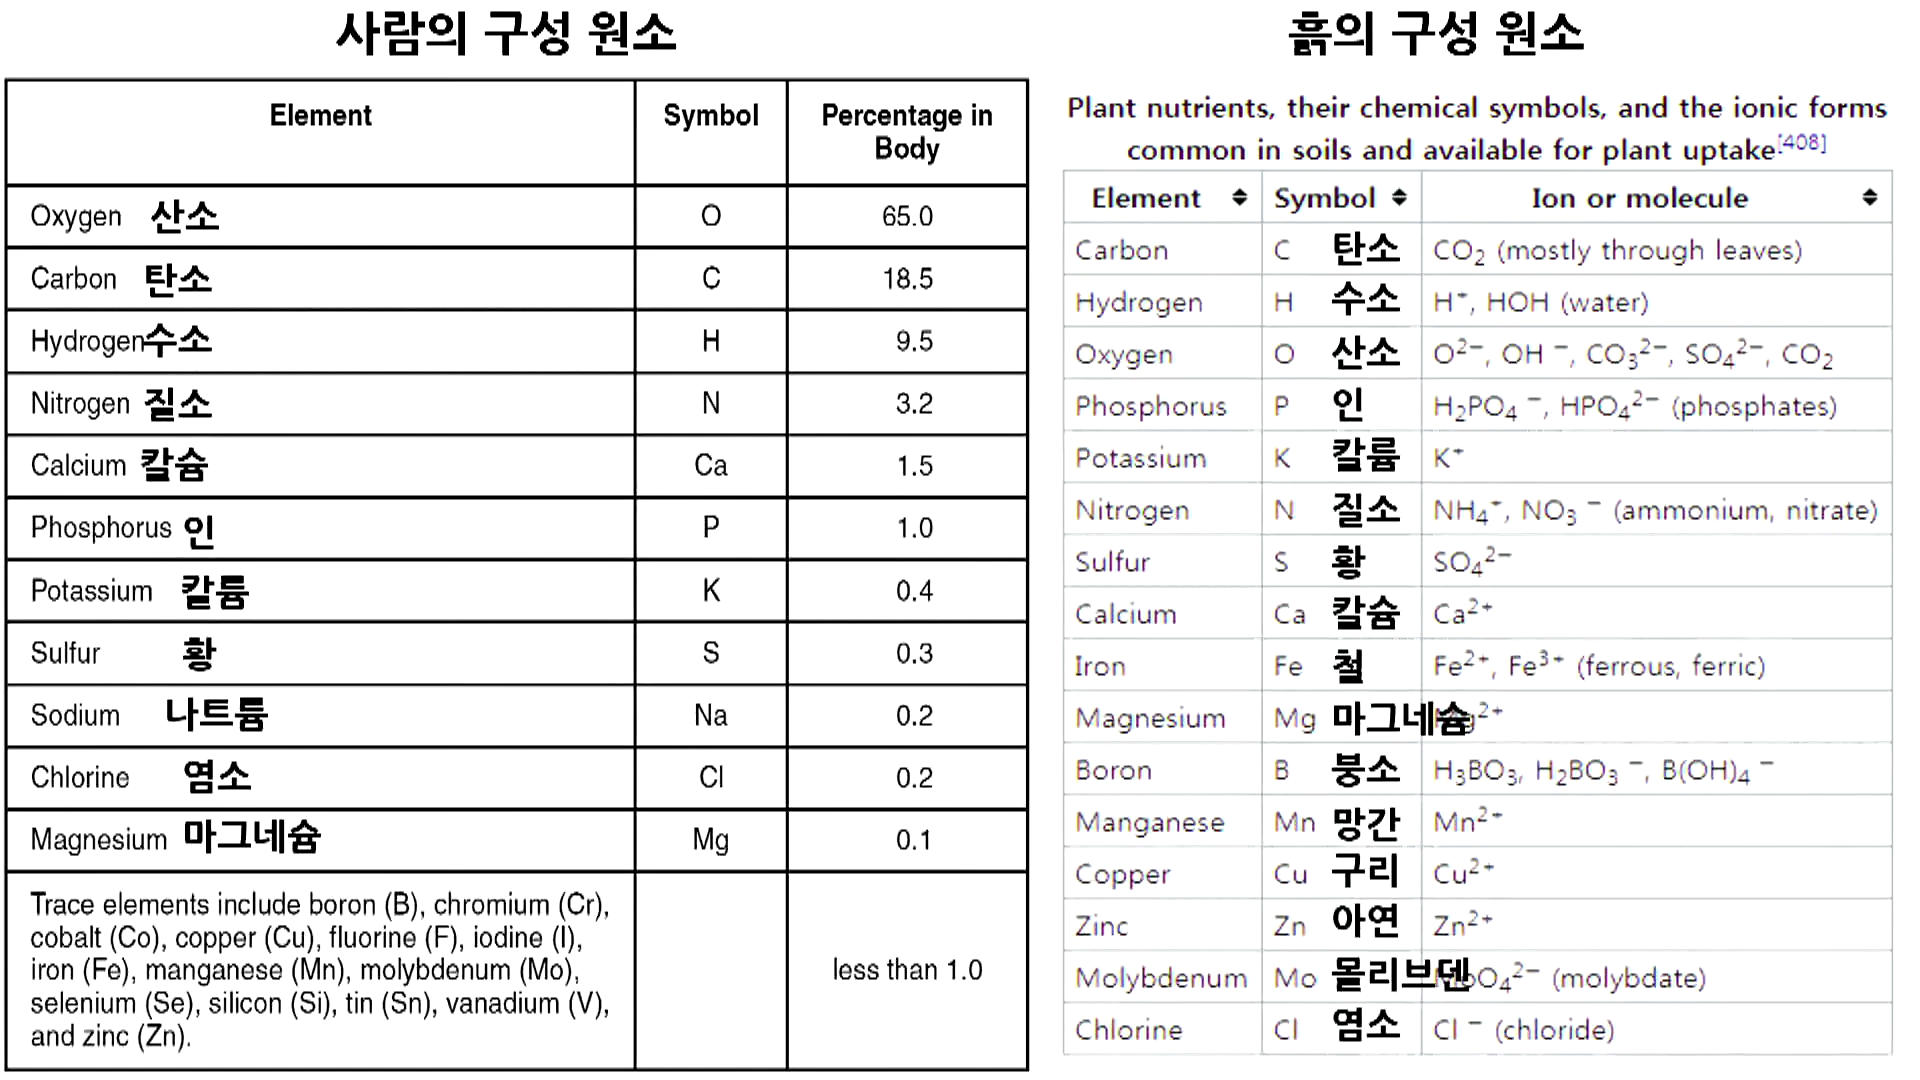 사람의 구성 원소
Element Symbol Percentage in Body
Oxygen 산소 O 65.0
Carbon 탄소 C 18.5
Hydrogen수소 H 9.5
Nitrogen 질소 N 3.2
Calcium 칼슘 Ca 1.5
Phosphorus 인 P 1.0
Potassium 칼륨 K 0.4
Sulfur 황 S 0.3
Sodium 나트륨 Na 0.2
Chlorine 염소 Cl 0.2
Magnesium 마그네슘 Mg 0.1
Trace elements include boron (B), chromium (Cr),
cobalt (Co), copper (Cu), fluorine (F), iodine (I),
iron (Fe), manganese (Mn), molybdenum (Mo),
selenium (Se), silicon (Si), tin (Sn), vanadium (V),
and zinc (Zn).
less than 1.0
흙의 구성 원소
Plant nutrients, their chemical symbols, and the ionic forms
common in soils and available for plant uptake[408]
Element Symbol Ion or molecule
Carbon C 탄소 CO₂ (mostly through leaves)
Hydrogen H 수소 H⁺, HOH (water)
Oxygen O 산소 O²⁻, OH ⁻, CO₃²⁻, SO₄²⁻, CO₂
Phosphorus P 인 H₂PO₄ ⁻, HPO₄²⁻ (phosphates)
Potassium K 칼륨 K⁺
Nitrogen N 질소 NH₄⁺, NO₃ ⁻ (ammonium, nitrate)
Sulfur S 황 SO₄²⁻
Calcium Ca 칼슘 Ca²⁺
Iron Fe 철 Fe²⁺, Fe³⁺ (ferrous, ferric)
Magnesium Mg 마그네슘 Mg²⁺
Boron B 붕소 H₃BO₃, H₂BO₃ ⁻, B(OH)₄ ⁻
Manganese Mn 망간 Mn²⁺
Copper Cu 구리 Cu²⁺
Zinc Zn 아연 Zn²⁺
Molybdenum Mo 몰리브덴 MoO₄²⁻ (molybdate)
Chlorine Cl 염소 Cl ⁻ (chloride)